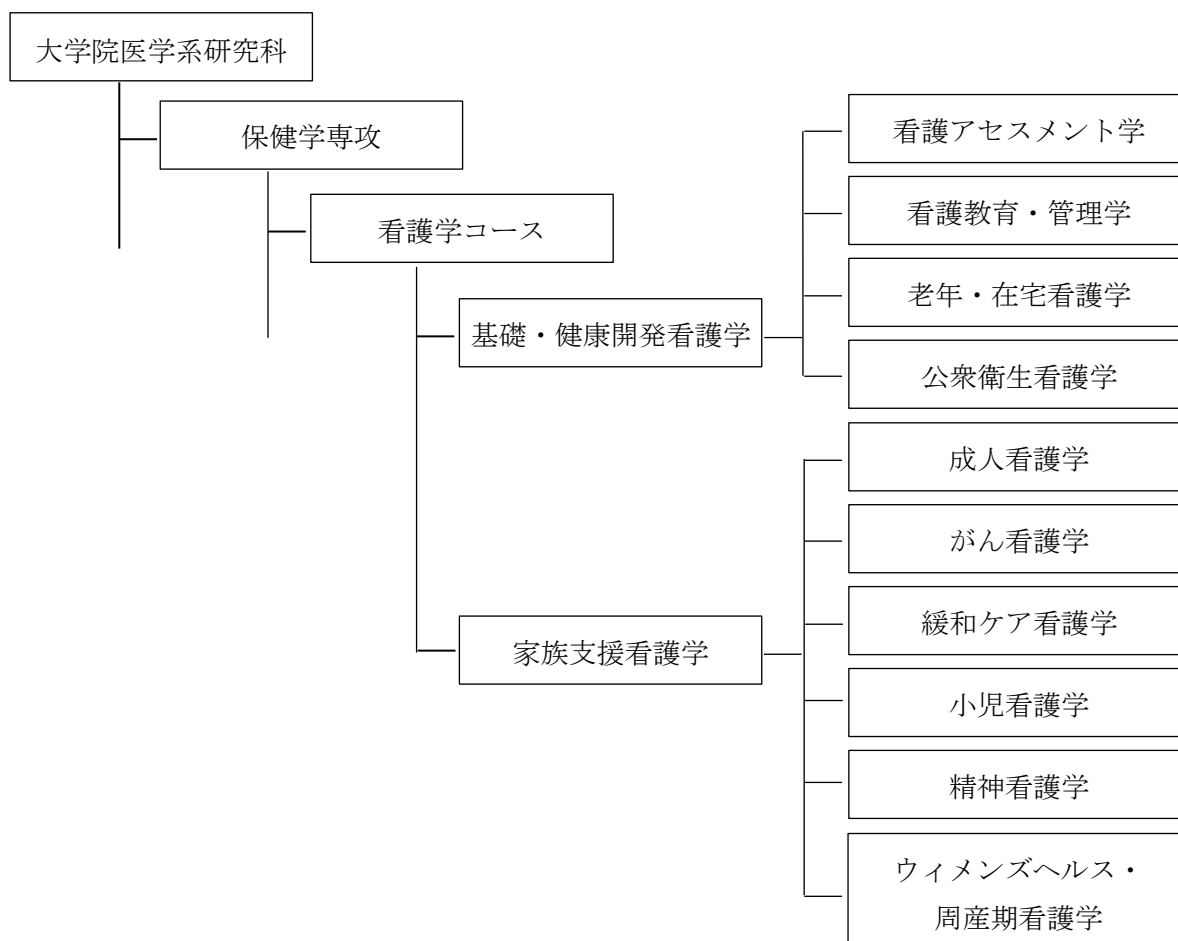 大学院医学系研究科
保健学専攻
看護学コース
基礎・健康開発看護学
看護アセスメント学
看護教育・管理学
老年・在宅看護学
公衆衛生看護学
家族支援看護学
成人看護学
がん看護学
緩和ケア看護学
小児看護学
精神看護学
ウィメンズヘルス・
周産期看護学